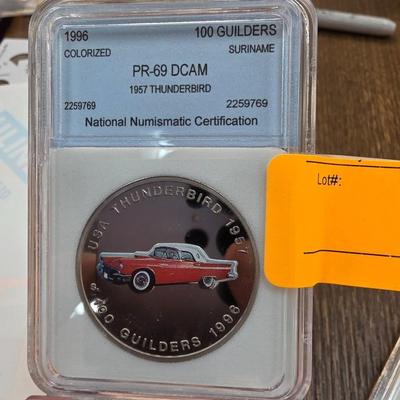 1996 100 GUILDERS
COLORIZED SURINAME
PR-69 DCAM
1957 THUNDERBIRD
2259769 2259769
National Numismatic Certification
Lot#:
USA THUNDERBIRD 1957
100 GUILDERS 1996